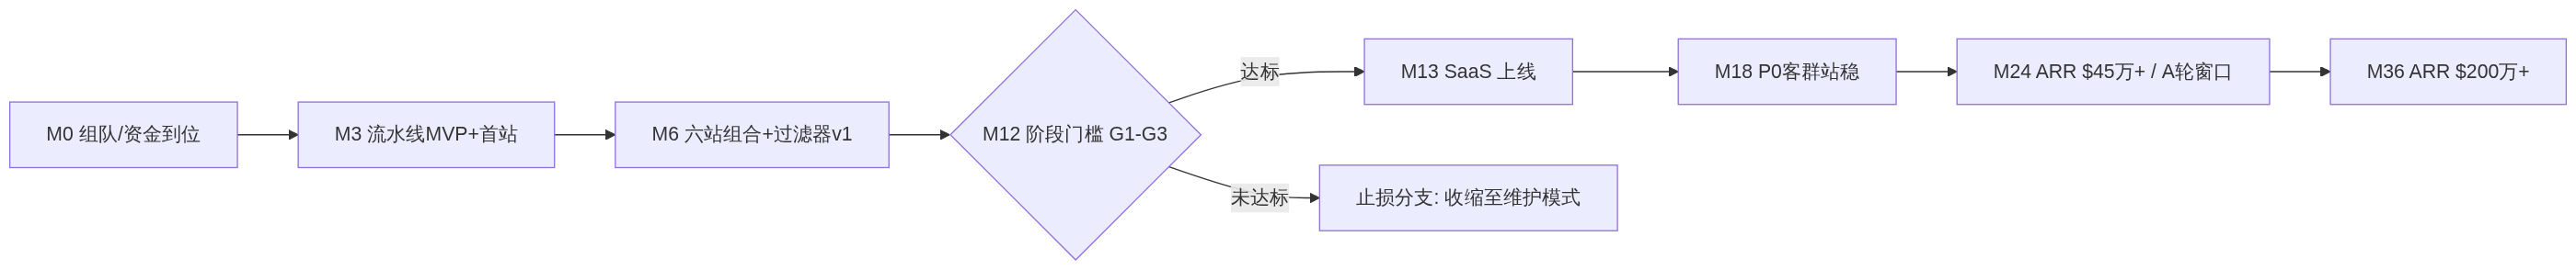 M0 组队/资金到位
M3 流水线MVP+首站
M6 六站组合+过滤器v1
M12 阶段门槛 G1-G3
达标
M13 SaaS 上线
M18 P0客群站稳
M24 ARR $45万+ / A轮窗口
M36 ARR $200万+
未达标
止损分支: 收缩至维护模式